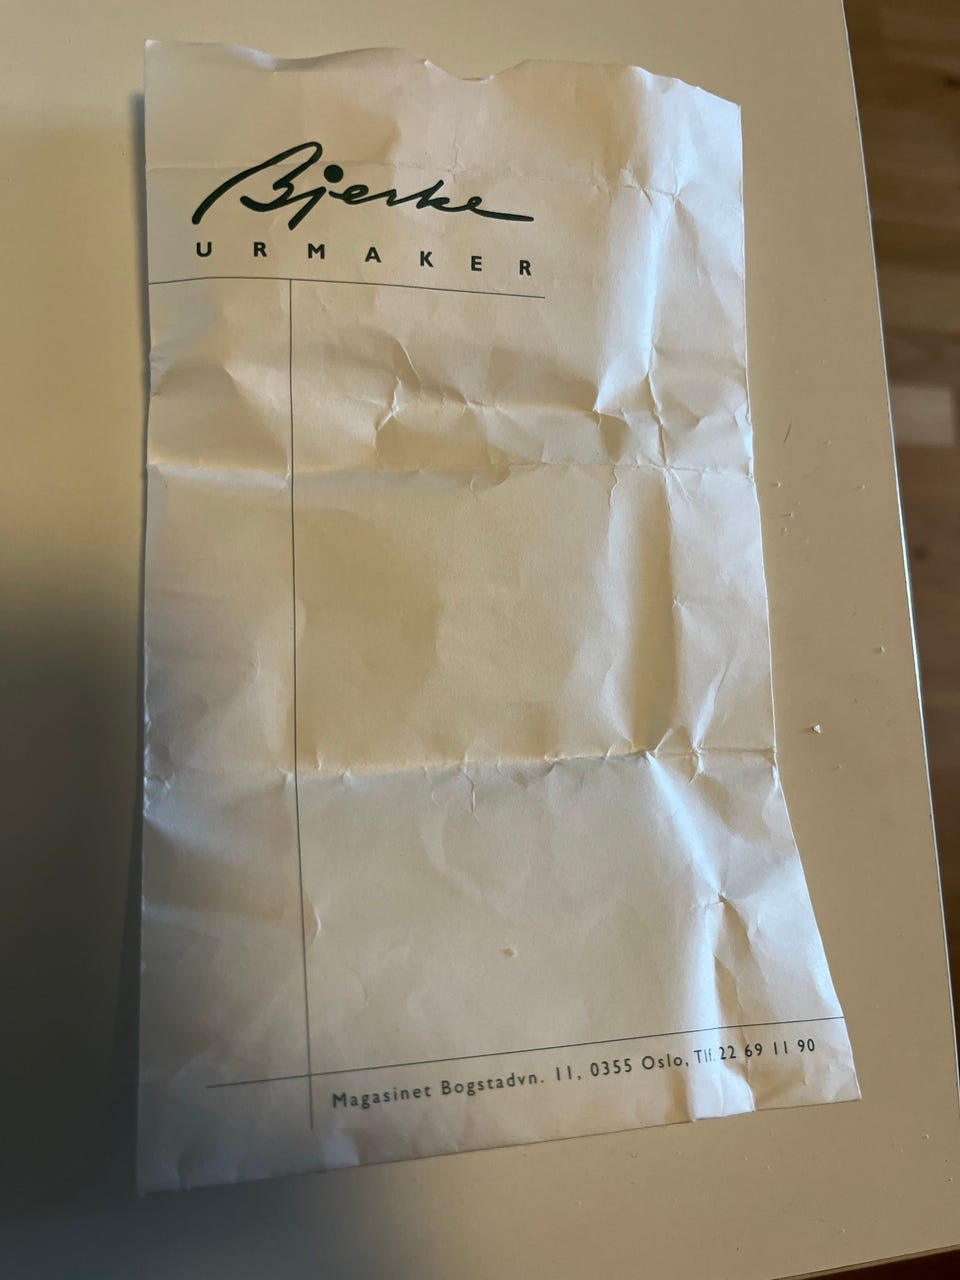 Bjerke
URMAKER
Magasinet Bogstadvn. 11, 0355 Oslo, Tlf. 22 69 11 90